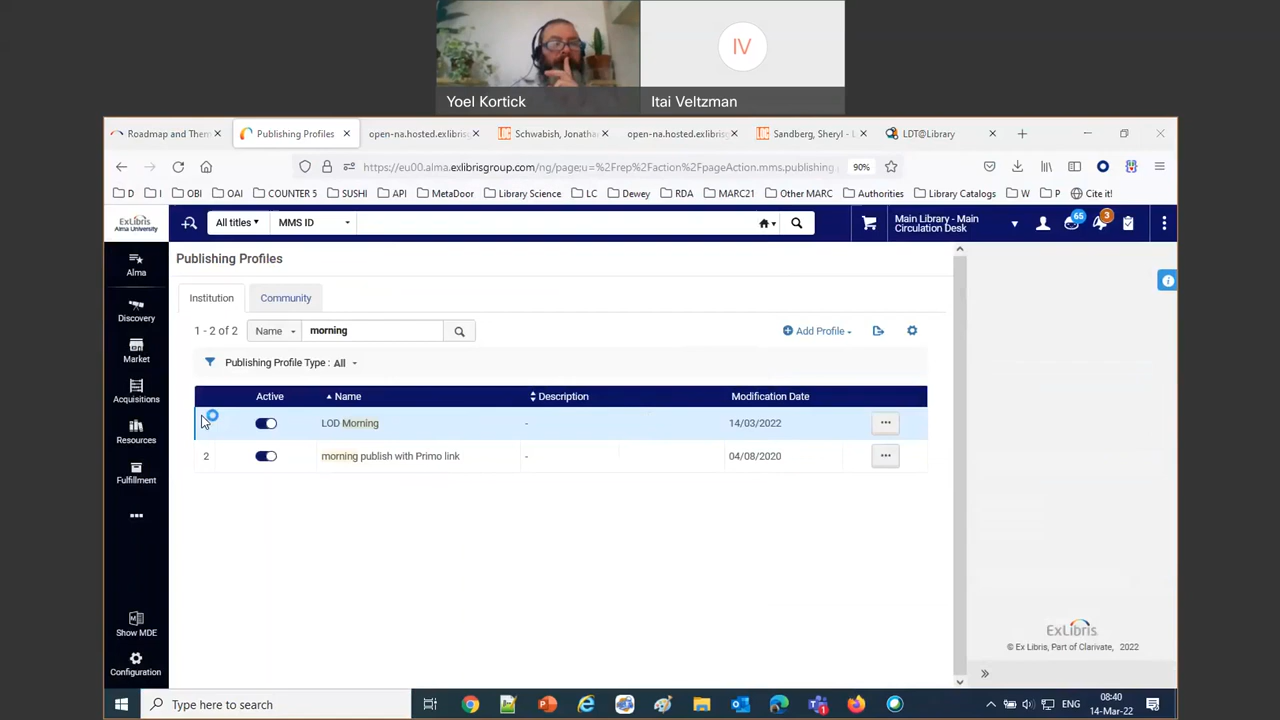 IV
Yoel Kortick
Itai Veltzman
Roadmap and Them
Publishing Profiles
open-na.hosted.exlibrisg
Schwabish, Jonathan
open-na.hosted.exlibrisg
Sandberg, Sheryl - L
LDT@Library
https://eu00.alma.exlibrisgroup.com/ng/page;u=%2Frep%2Faction%2FpageAction.mms.publishing
90%
D
I
OBI
OAI
COUNTER 5
SUSHI
API
MetaDoor
Library Science
LC
Dewey
RDA
MARC21
Other MARC
Authorities
Library Catalogs
W
P
Cite it!
ExLibris
Alma University
All titles
MMS ID
Main Library - Main
Circulation Desk
65
3
Alma
Discovery
Market
Acquisitions
Resources
Fulfillment
Show MDE
Configuration
Publishing Profiles
Institution
Community
1 - 2 of 2
Name
morning
Add Profile
Publishing Profile Type : All
Active
Name
Description
Modification Date
LOD Morning
-
14/03/2022
2
morning publish with Primo link
-
04/08/2020
ExLibris
© Ex Libris, Part of Clarivate, 2022
Type here to search
ENG
08:40
14-Mar-22